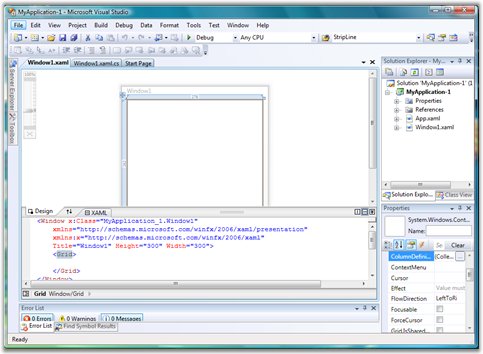 MyApplication-1 - Microsoft Visual Studio
File Edit View Project Build Debug Data Format Tools Test Window Help
Debug Any CPU StripLine
Window1.xaml Window1.xaml.cs Start Page
Server Explorer
Toolbox
100%
Window1
Design XAML
<Window x:Class="MyApplication_1.Window1"
xmlns="http://schemas.microsoft.com/winfx/2006/xaml/presentation"
xmlns:x="http://schemas.microsoft.com/winfx/2006/xaml"
Title="Window1" Height="300" Width="300">
<Grid>
</Grid>
</Window>
Grid Window/Grid
Error List
0 Errors 0 Warnings 0 Messages
Error List Find Symbol Results
Ready
Solution Explorer - My...
Solution 'MyApplication-1' (1
MyApplication-1
Properties
References
App.xaml
Window1.xaml
Solution Explo... Class View
Properties
System.Windows.Cont...
Name:
Se Clear
ColumnDefini... (Colle...
ContextMenu
Cursor
Effect Value must
FlowDirection LeftToRi
Focusable
ForceCursor
Grid.IsShared